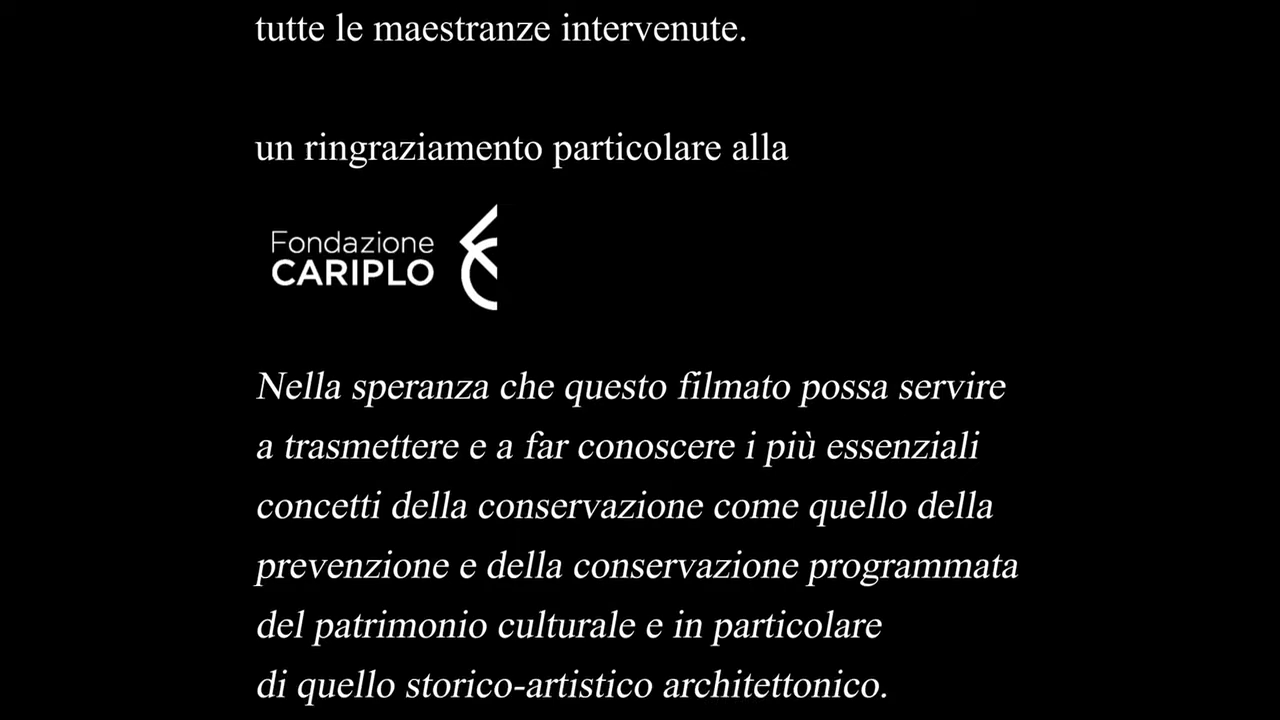 tutte le maestranze intervenute.
un ringraziamento particolare alla
Fondazione
CARIPLO
Nella speranza che questo filmato possa servire
a trasmettere e a far conoscere i più essenziali
concetti della conservazione come quello della
prevenzione e della conservazione programmata
del patrimonio culturale e in particolare
di quello storico-artistico architettonico.